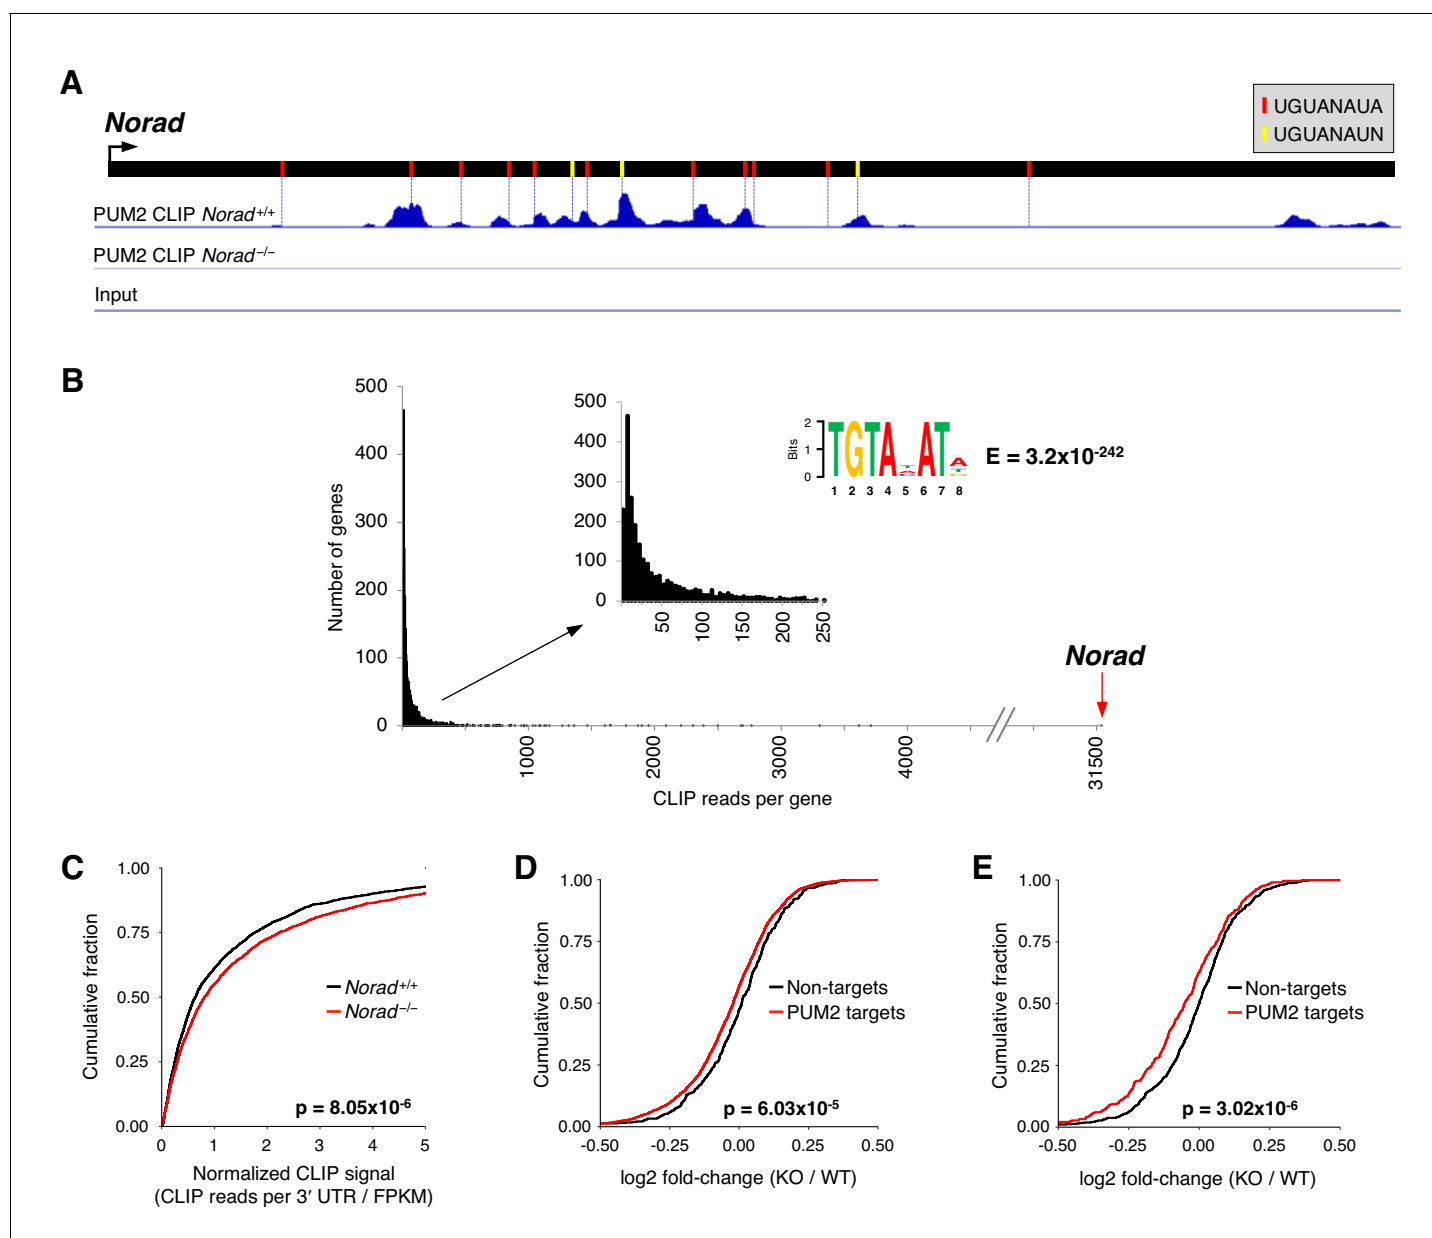 A
Norad
UGUANAUA
UGUANAUN
PUM2 CLIP Norad+/+
PUM2 CLIP Norad–/–
Input
B
500
400
300
200
100
0
Number of genes
500
400
300
200
100
0
50
100
150
200
250
2
1
0
Bits
TGTA ATA
1 2 3 4 5 6 7 8
E = 3.2x10-242
Norad
1000
2000
3000
4000
31500
CLIP reads per gene
C
1.00
0.75
0.50
0.25
0.00
Cumulative fraction
Norad+/+
Norad–/–
p = 8.05x10-6
0 1 2 3 4 5
Normalized CLIP signal
(CLIP reads per 3′ UTR / FPKM)
D
1.00
0.75
0.50
0.25
0.00
Cumulative fraction
Non-targets
PUM2 targets
p = 6.03x10-5
-0.50 -0.25 0.00 0.25 0.50
log2 fold-change (KO / WT)
E
1.00
0.75
0.50
0.25
0.00
Cumulative fraction
Non-targets
PUM2 targets
p = 3.02x10-6
-0.50 -0.25 0.00 0.25 0.50
log2 fold-change (KO / WT)